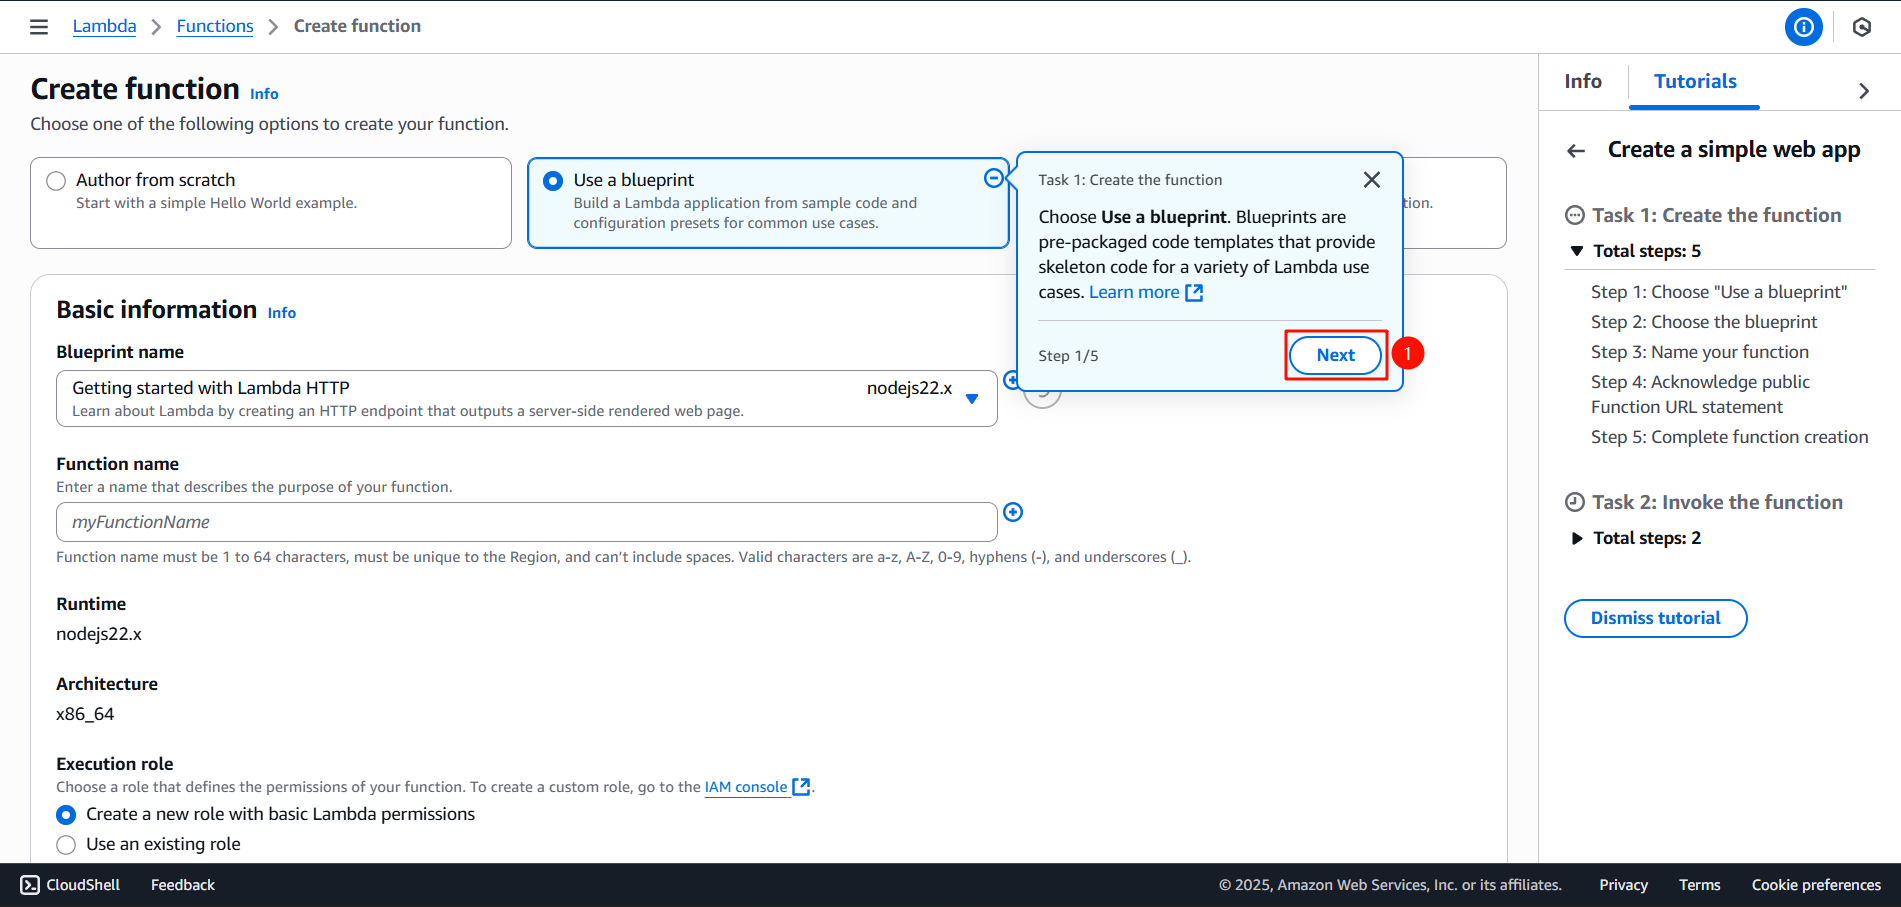 Lambda > Functions > Create function
Create function Info
Choose one of the following options to create your function.
Author from scratch
Start with a simple Hello World example.
Use a blueprint
Build a Lambda application from sample code and
configuration presets for common use cases.
Task 1: Create the function
Choose Use a blueprint. Blueprints are
pre-packaged code templates that provide
skeleton code for a variety of Lambda use
cases. Learn more
Step 1/5
Next
1
Basic information Info
Blueprint name
Getting started with Lambda HTTP nodejs22.x
Learn about Lambda by creating an HTTP endpoint that outputs a server-side rendered web page.
Function name
Enter a name that describes the purpose of your function.
myFunctionName
Function name must be 1 to 64 characters, must be unique to the Region, and can't include spaces. Valid characters are a-z, A-Z, 0-9, hyphens (-), and underscores (_).
Runtime
nodejs22.x
Architecture
x86_64
Execution role
Choose a role that defines the permissions of your function. To create a custom role, go to the IAM console.
Create a new role with basic Lambda permissions
Use an existing role
Info
Tutorials
Create a simple web app
Task 1: Create the function
Total steps: 5
Step 1: Choose "Use a blueprint"
Step 2: Choose the blueprint
Step 3: Name your function
Step 4: Acknowledge public
Function URL statement
Step 5: Complete function creation
Task 2: Invoke the function
Total steps: 2
Dismiss tutorial
CloudShell Feedback © 2025, Amazon Web Services, Inc. or its affiliates. Privacy Terms Cookie preferences